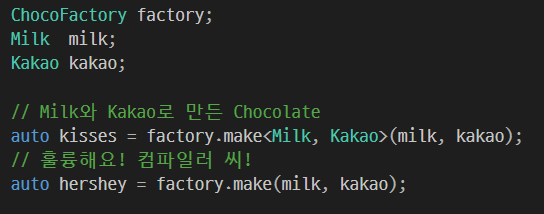 ChocoFactory factory;
Milk  milk;
Kakao kakao;
// Milk와 Kakao로 만든 Chocolate
auto kisses = factory.make<Milk, Kakao>(milk, kakao);
// 훌륭해요! 컴파일러 씨!
auto hershey = factory.make(milk, kakao);